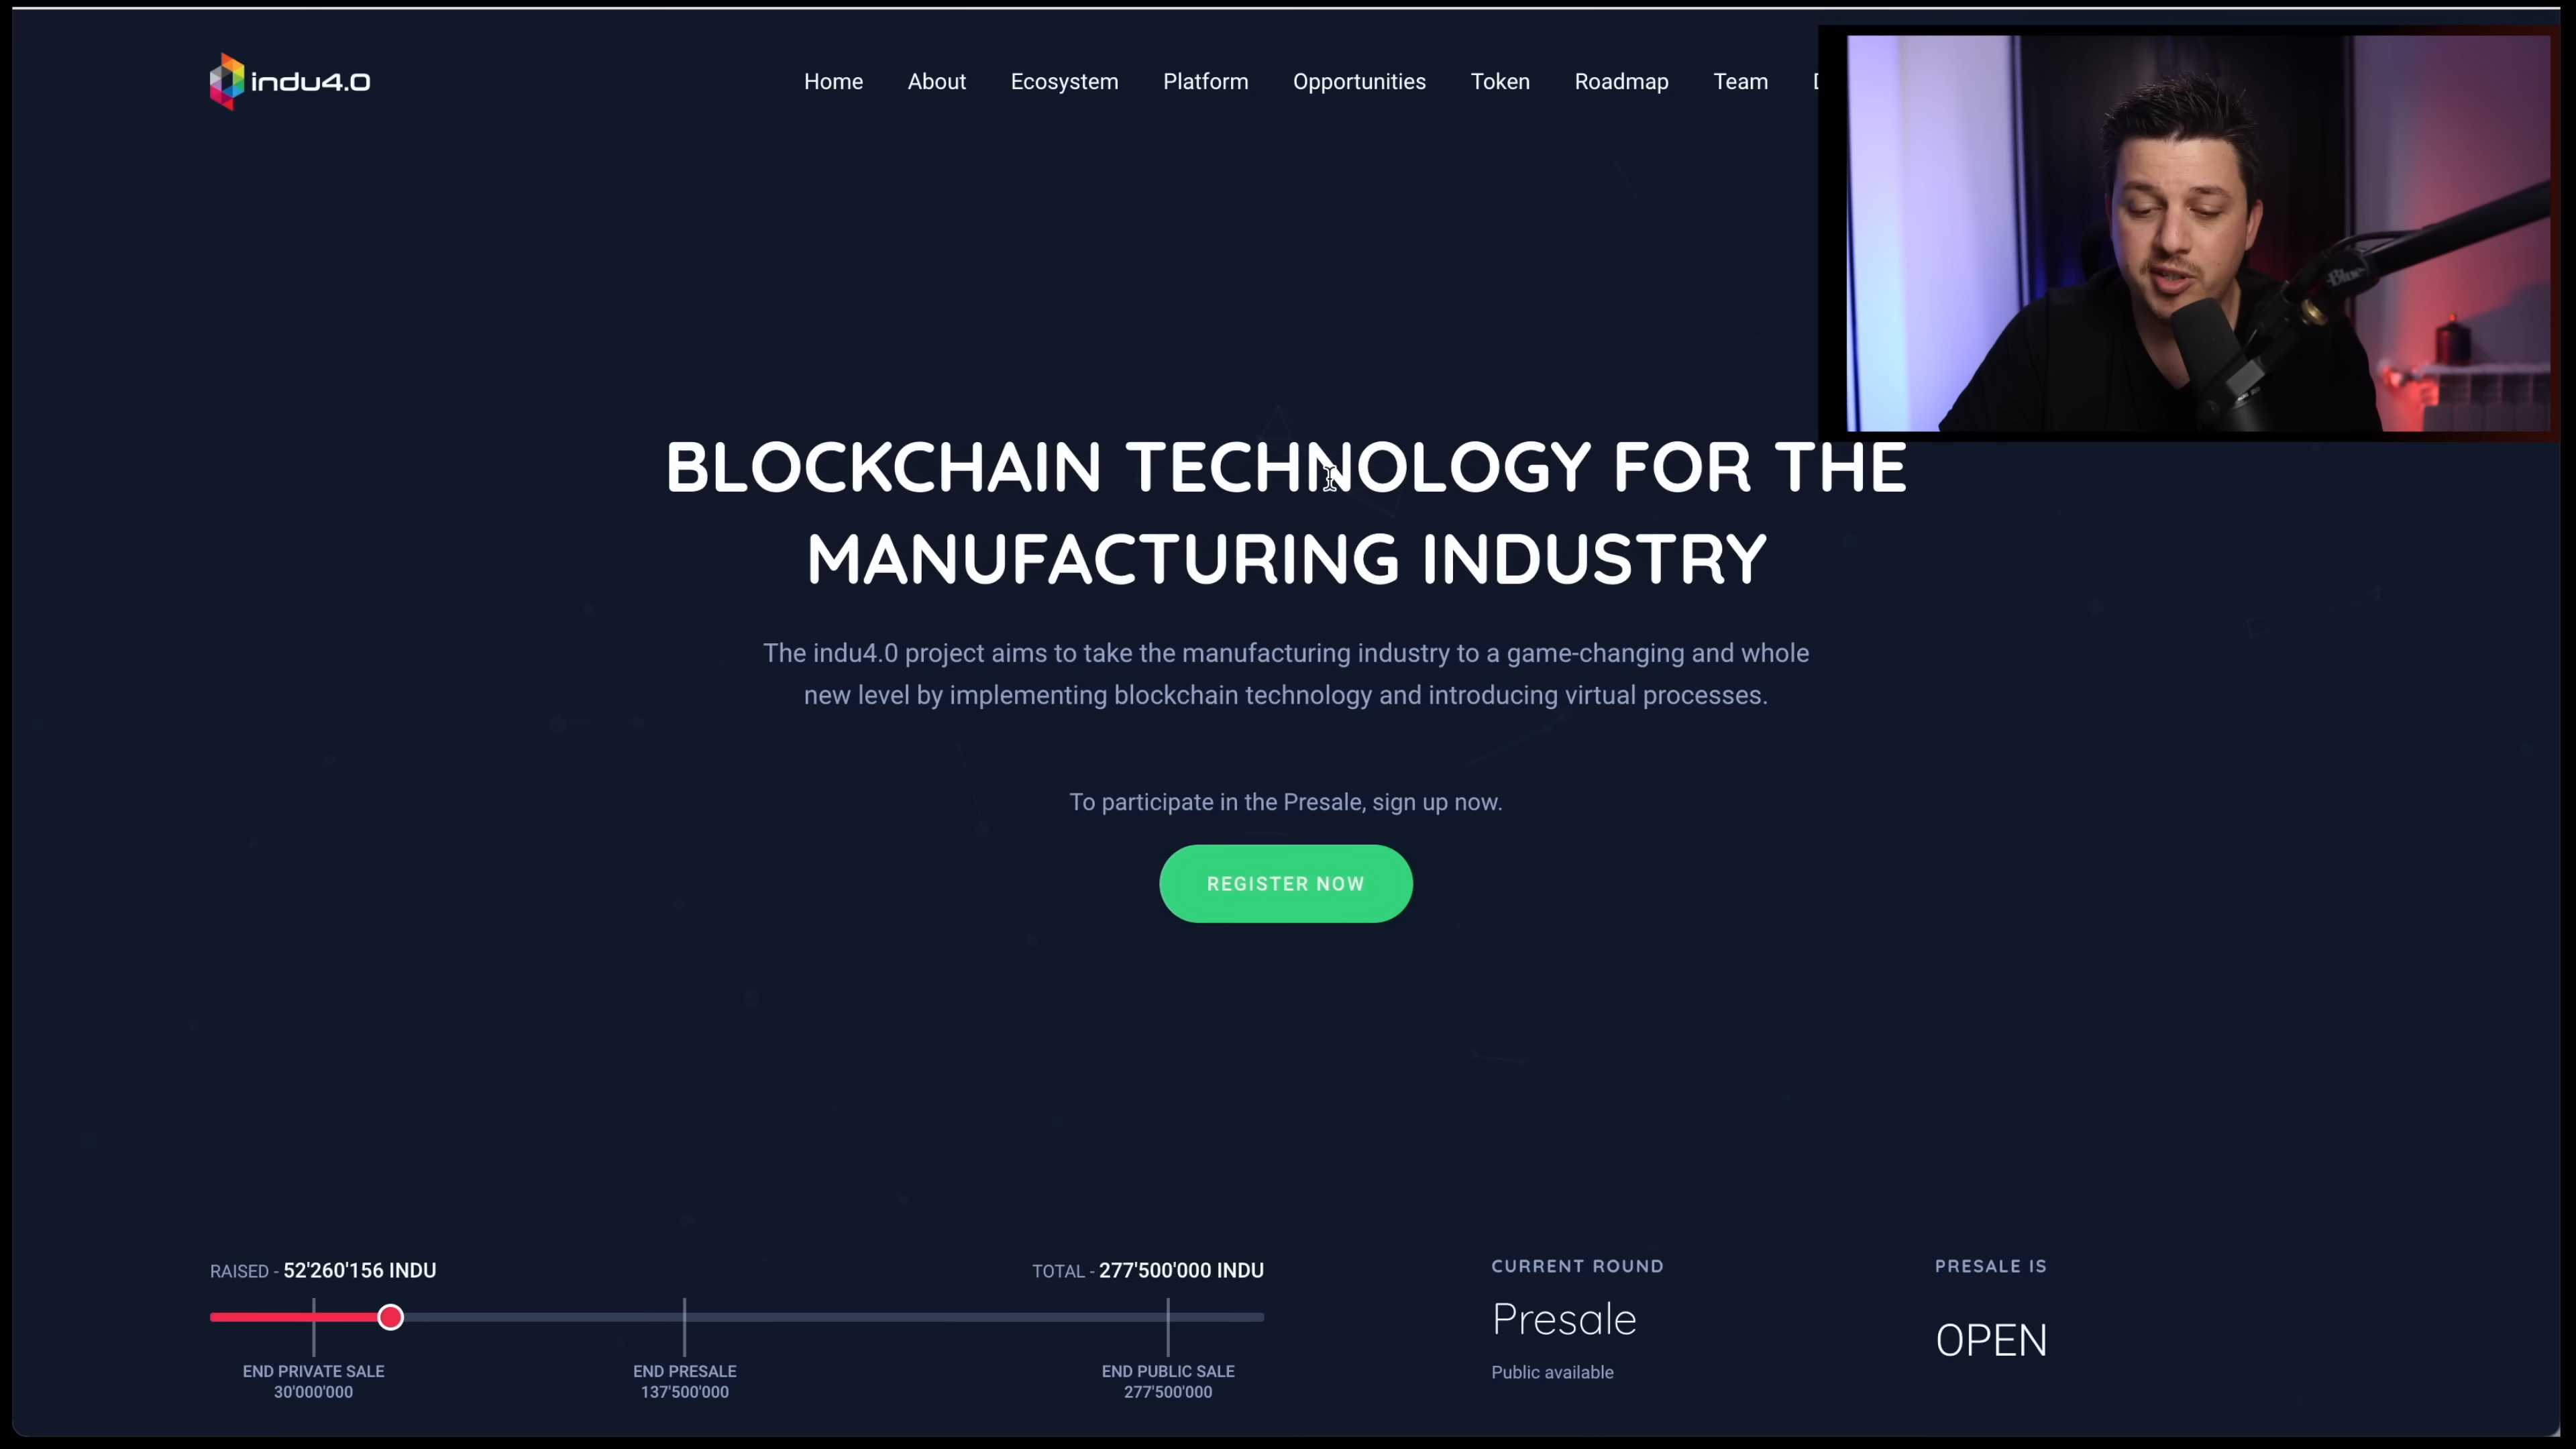 indu4.0
Home About Ecosystem Platform Opportunities Token Roadmap Team
Blue
BLOCKCHAIN TECHNOLOGY FOR THE
MANUFACTURING INDUSTRY
The indu4.0 project aims to take the manufacturing industry to a game-changing and whole
new level by implementing blockchain technology and introducing virtual processes.
To participate in the Presale, sign up now.
REGISTER NOW
RAISED - 52'260'156 INDU
TOTAL - 277'500'000 INDU
END PRIVATE SALE
30'000'000
END PRESALE
137'500'000
END PUBLIC SALE
277'500'000
CURRENT ROUND
Presale
Public available
PRESALE IS
OPEN